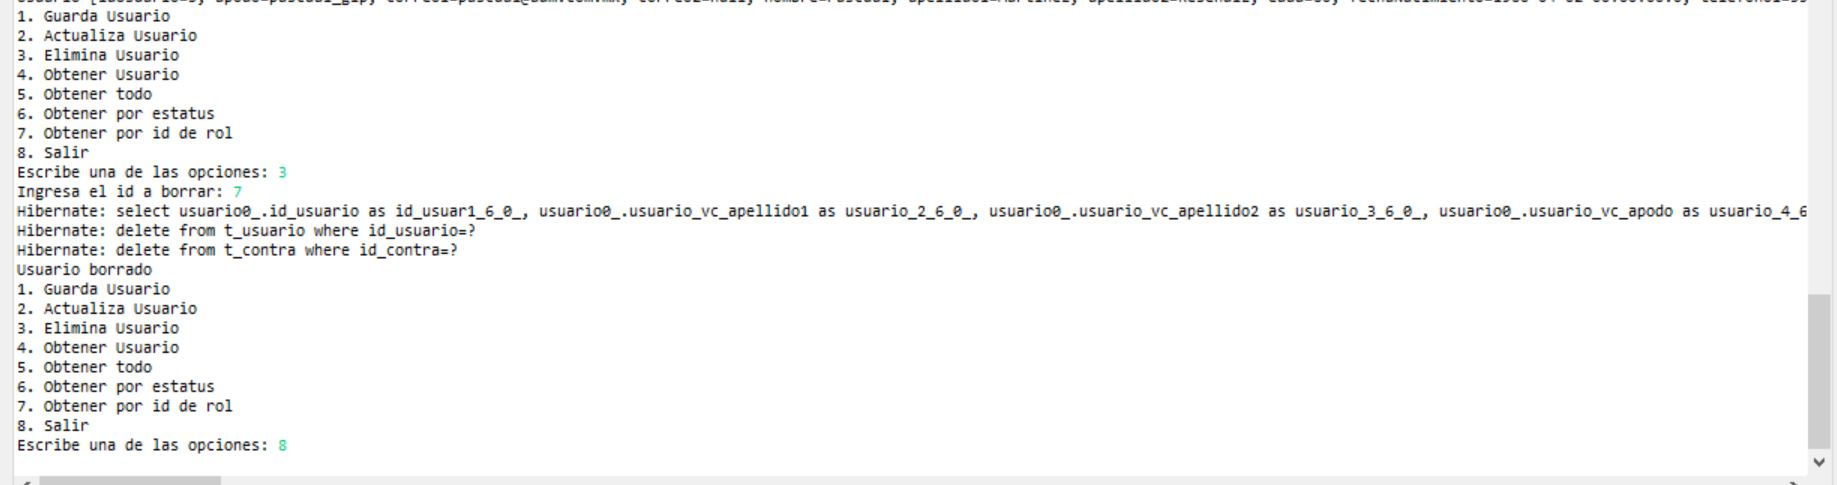 1. Guarda Usuario
2. Actualiza Usuario
3. Elimina Usuario
4. Obtener Usuario
5. Obtener todo
6. Obtener por estatus
7. Obtener por id de rol
8. Salir
Escribe una de las opciones: 3
Ingresa el id a borrar: 7
Hibernate: select usuario0_.id_usuario as id_usuar1_6_0_, usuario0_.usuario_vc_apellido1 as usuario_2_6_0_, usuario0_.usuario_vc_apellido2 as usuario_3_6_0_, usuario0_.usuario_vc_apodo as usuario_4_6
Hibernate: delete from t_usuario where id_usuario=?
Hibernate: delete from t_contra where id_contra=?
Usuario borrado
1. Guarda Usuario
2. Actualiza Usuario
3. Elimina Usuario
4. Obtener Usuario
5. Obtener todo
6. Obtener por estatus
7. Obtener por id de rol
8. Salir
Escribe una de las opciones: 8